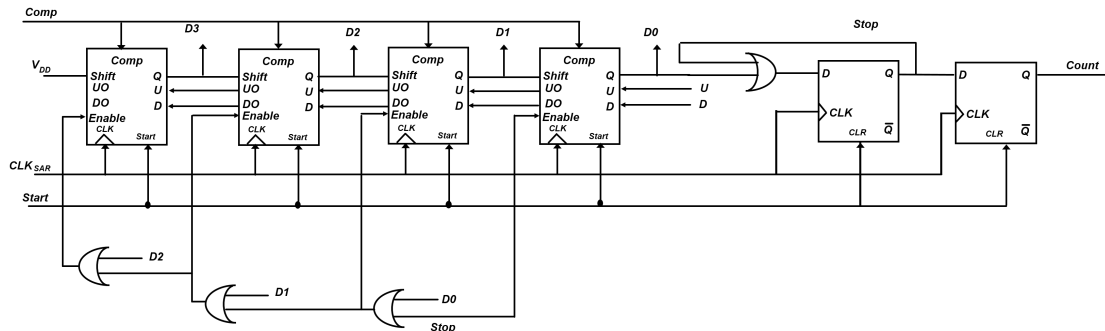 Comp
D3
D2
D1
D0
Stop
V_DD
Comp
Shift
Q
UO
U
DO
D
Enable
CLK
Start
Comp
Shift
Q
UO
U
DO
D
Enable
CLK
Start
Comp
Shift
Q
UO
U
DO
D
Enable
CLK
Start
Comp
Shift
Q
UO
U
DO
D
Enable
CLK
Start
U
D
D
Q
CLK
CLR
Q̅
D
Q
CLK
CLR
Q̅
Count
CLK_SAR
Start
D2
D1
D0
Stop